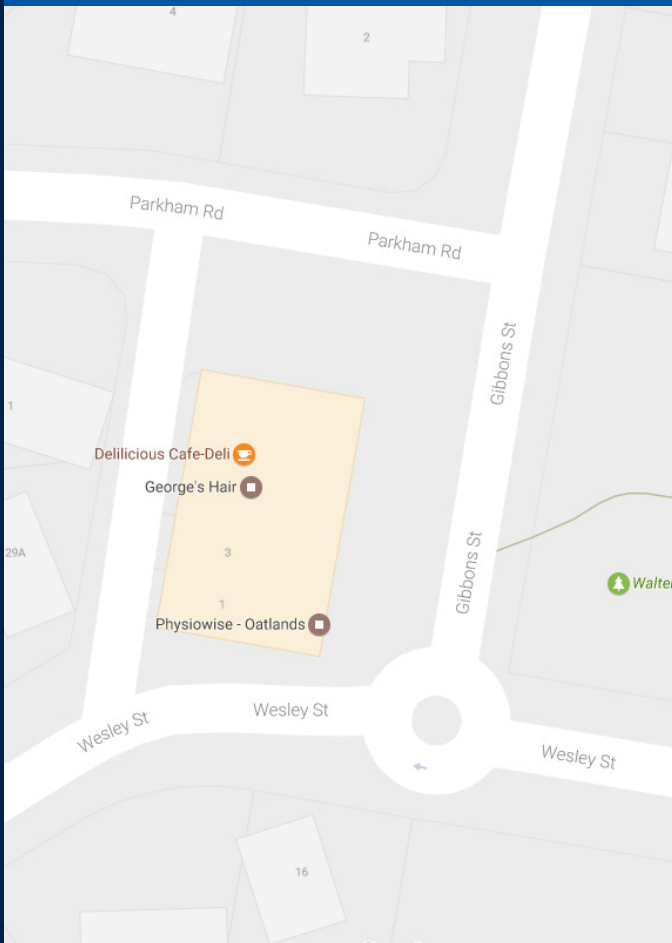 4
2
Parkham Rd
Parkham Rd
Gibbons St
1
Delilicious Cafe-Deli
George's Hair
29A
3
Gibbons St
Walter
1
Physiowise - Oatlands
Wesley St
Wesley St
Wesley St
16